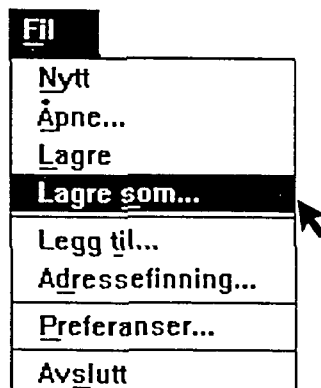 Fil
Nytt
Åpne...
Lagre
Lagre som...
Legg til...
Adressefinning...
Preferanser...
Avslutt